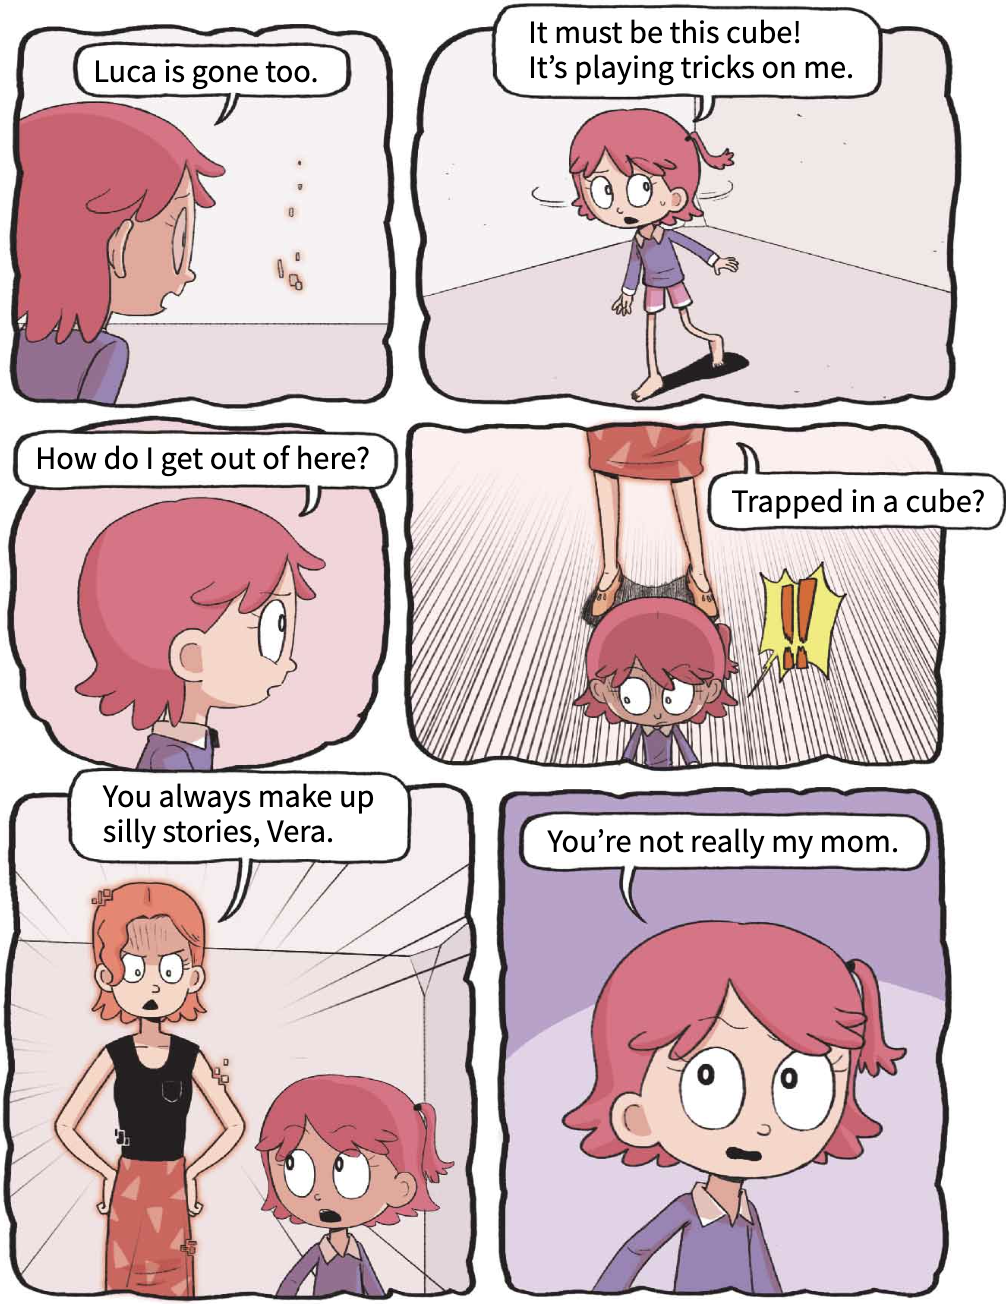 Luca is gone too.
It must be this cube!
It's playing tricks on me.
How do I get out of here?
Trapped in a cube?
!!
You always make up
silly stories, Vera.
You're not really my mom.